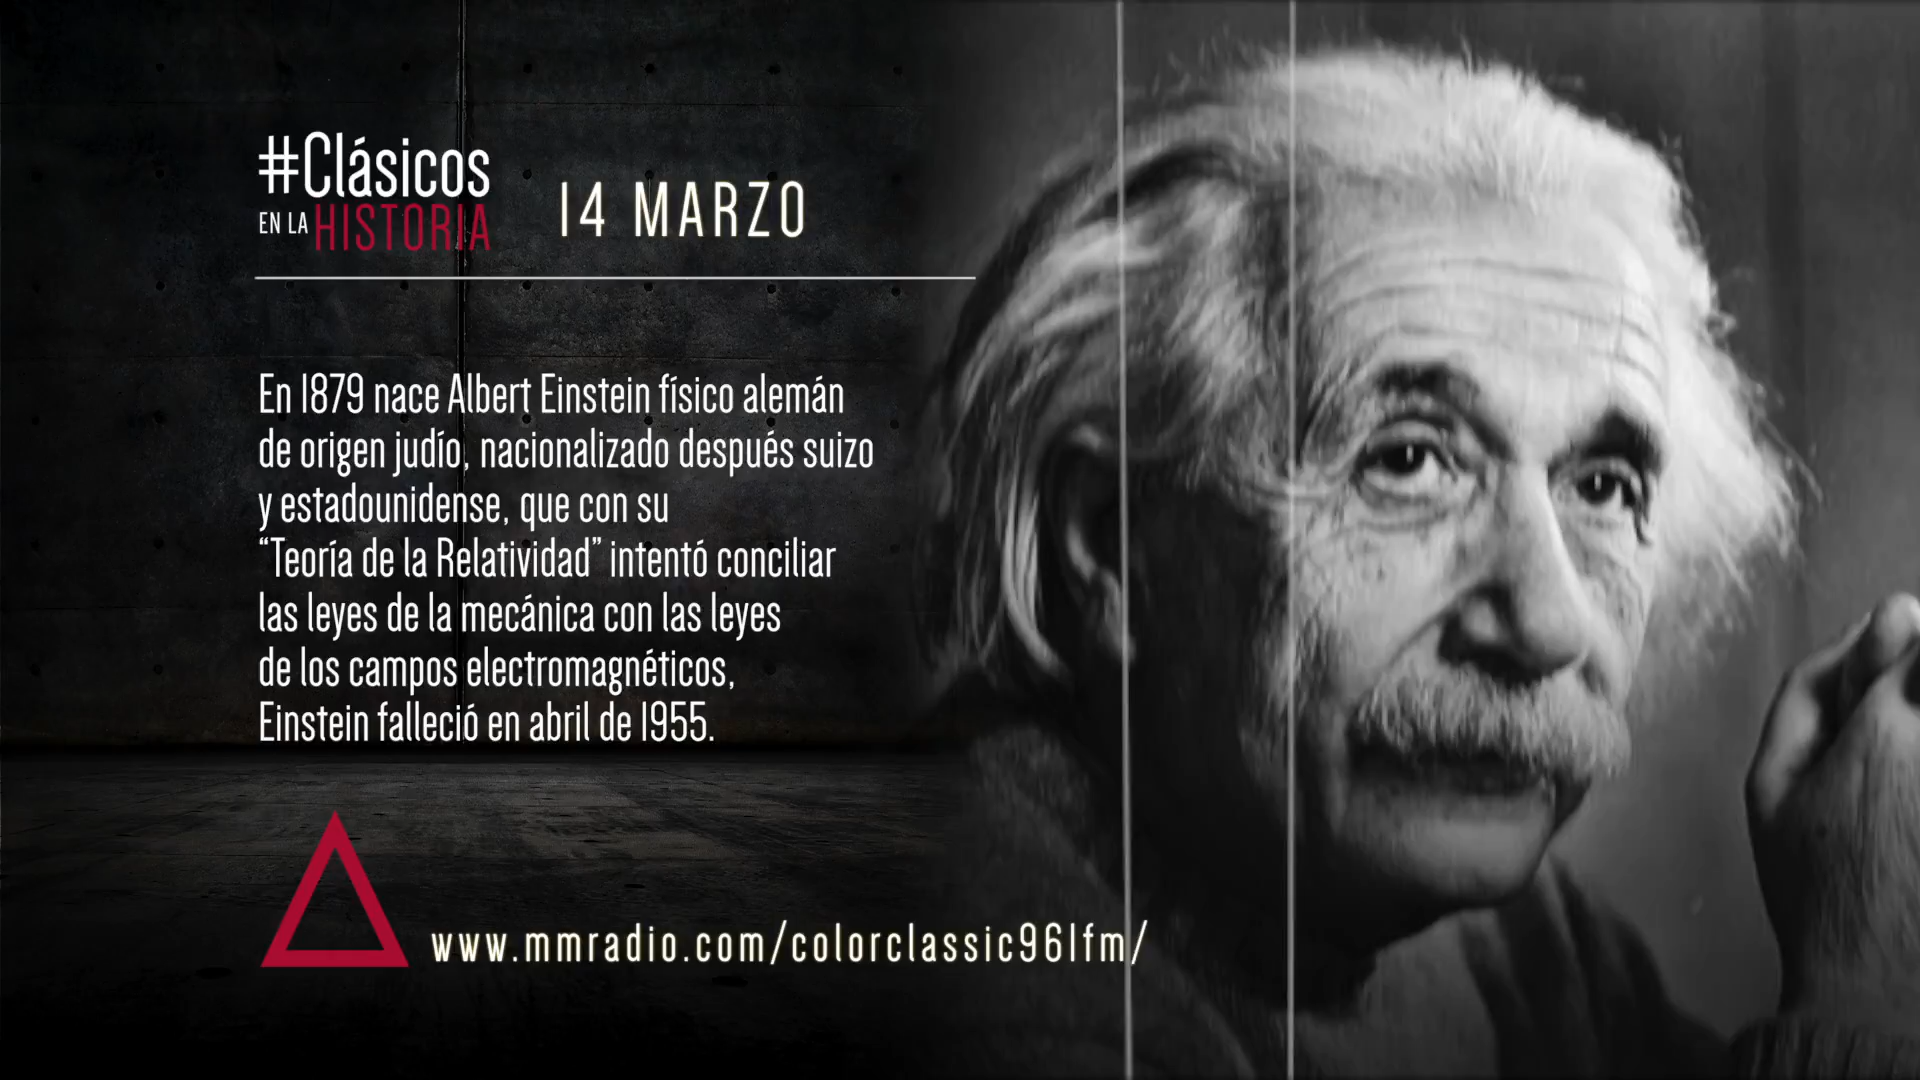 #Clásicos
EN LA HISTORIA
14 MARZO
En 1879 nace Albert Einstein físico alemán
de origen judío, nacionalizado después suizo
y estadounidense, que con su
“Teoría de la Relatividad” intentó conciliar
las leyes de la mecánica con las leyes
de los campos electromagnéticos,
Einstein falleció en abril de 1955.
www.mmradio.com/colorclassic961fm/